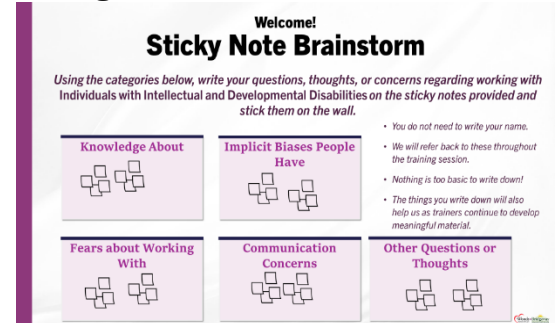 Welcome!
Sticky Note Brainstorm
Using the categories below, write your questions, thoughts, or concerns regarding working with
Individuals with Intellectual and Developmental Disabilities on the sticky notes provided and
stick them on the wall.
Knowledge About
Implicit Biases People
Have
• You do not need to write your name.
• We will refer back to these throughout
the training session.
• Nothing is too basic to write down!
• The things you write down will also
help us as trainers continue to develop
meaningful material.
Fears about Working
With
Communication
Concerns
Other Questions or
Thoughts